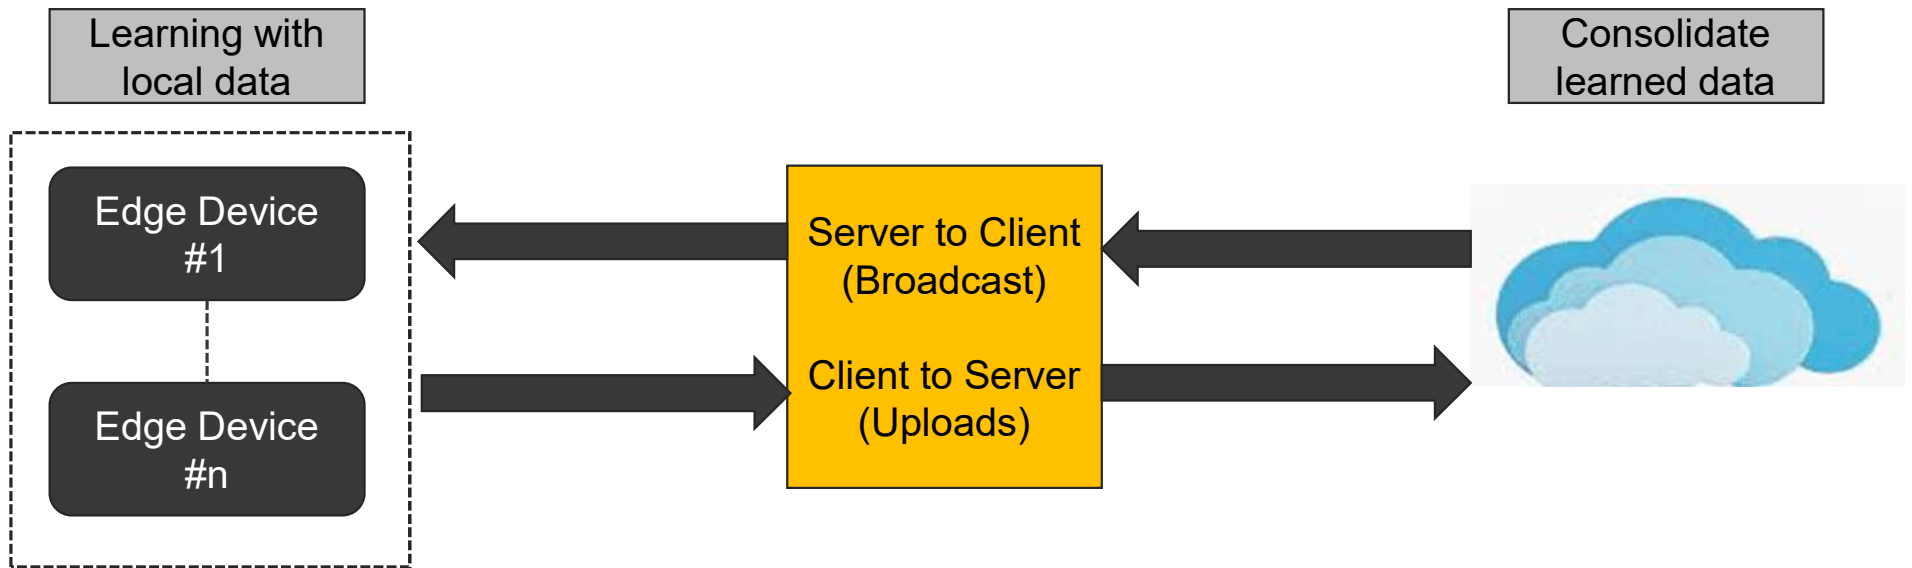 Learning with
local data
Consolidate
learned data
Edge Device
#1
Server to Client
(Broadcast)
Client to Server
(Uploads)
Edge Device
#n